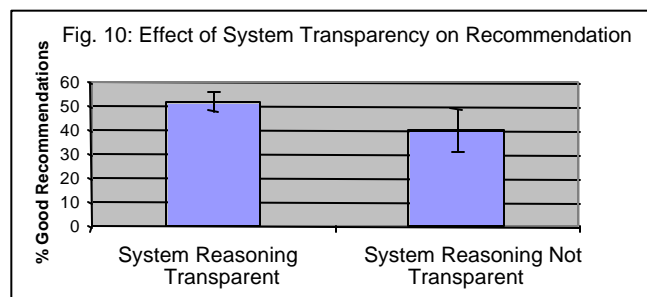 Fig. 10: Effect of System Transparency on Recommendation
% Good Recommendations
60
50
40
30
20
10
0
System Reasoning
Transparent
System Reasoning Not
Transparent